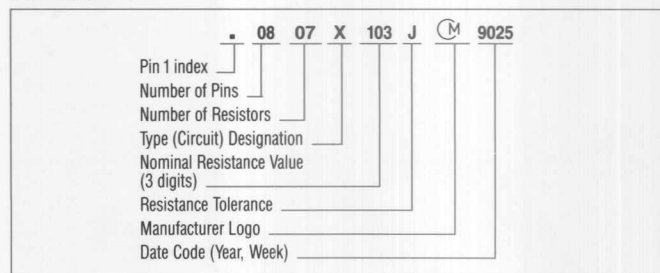 . 08 07 X 103 J CM 9025
Pin 1 index
Number of Pins
Number of Resistors
Type (Circuit) Designation
Nominal Resistance Value
(3 digits)
Resistance Tolerance
Manufacturer Logo
Date Code (Year, Week)